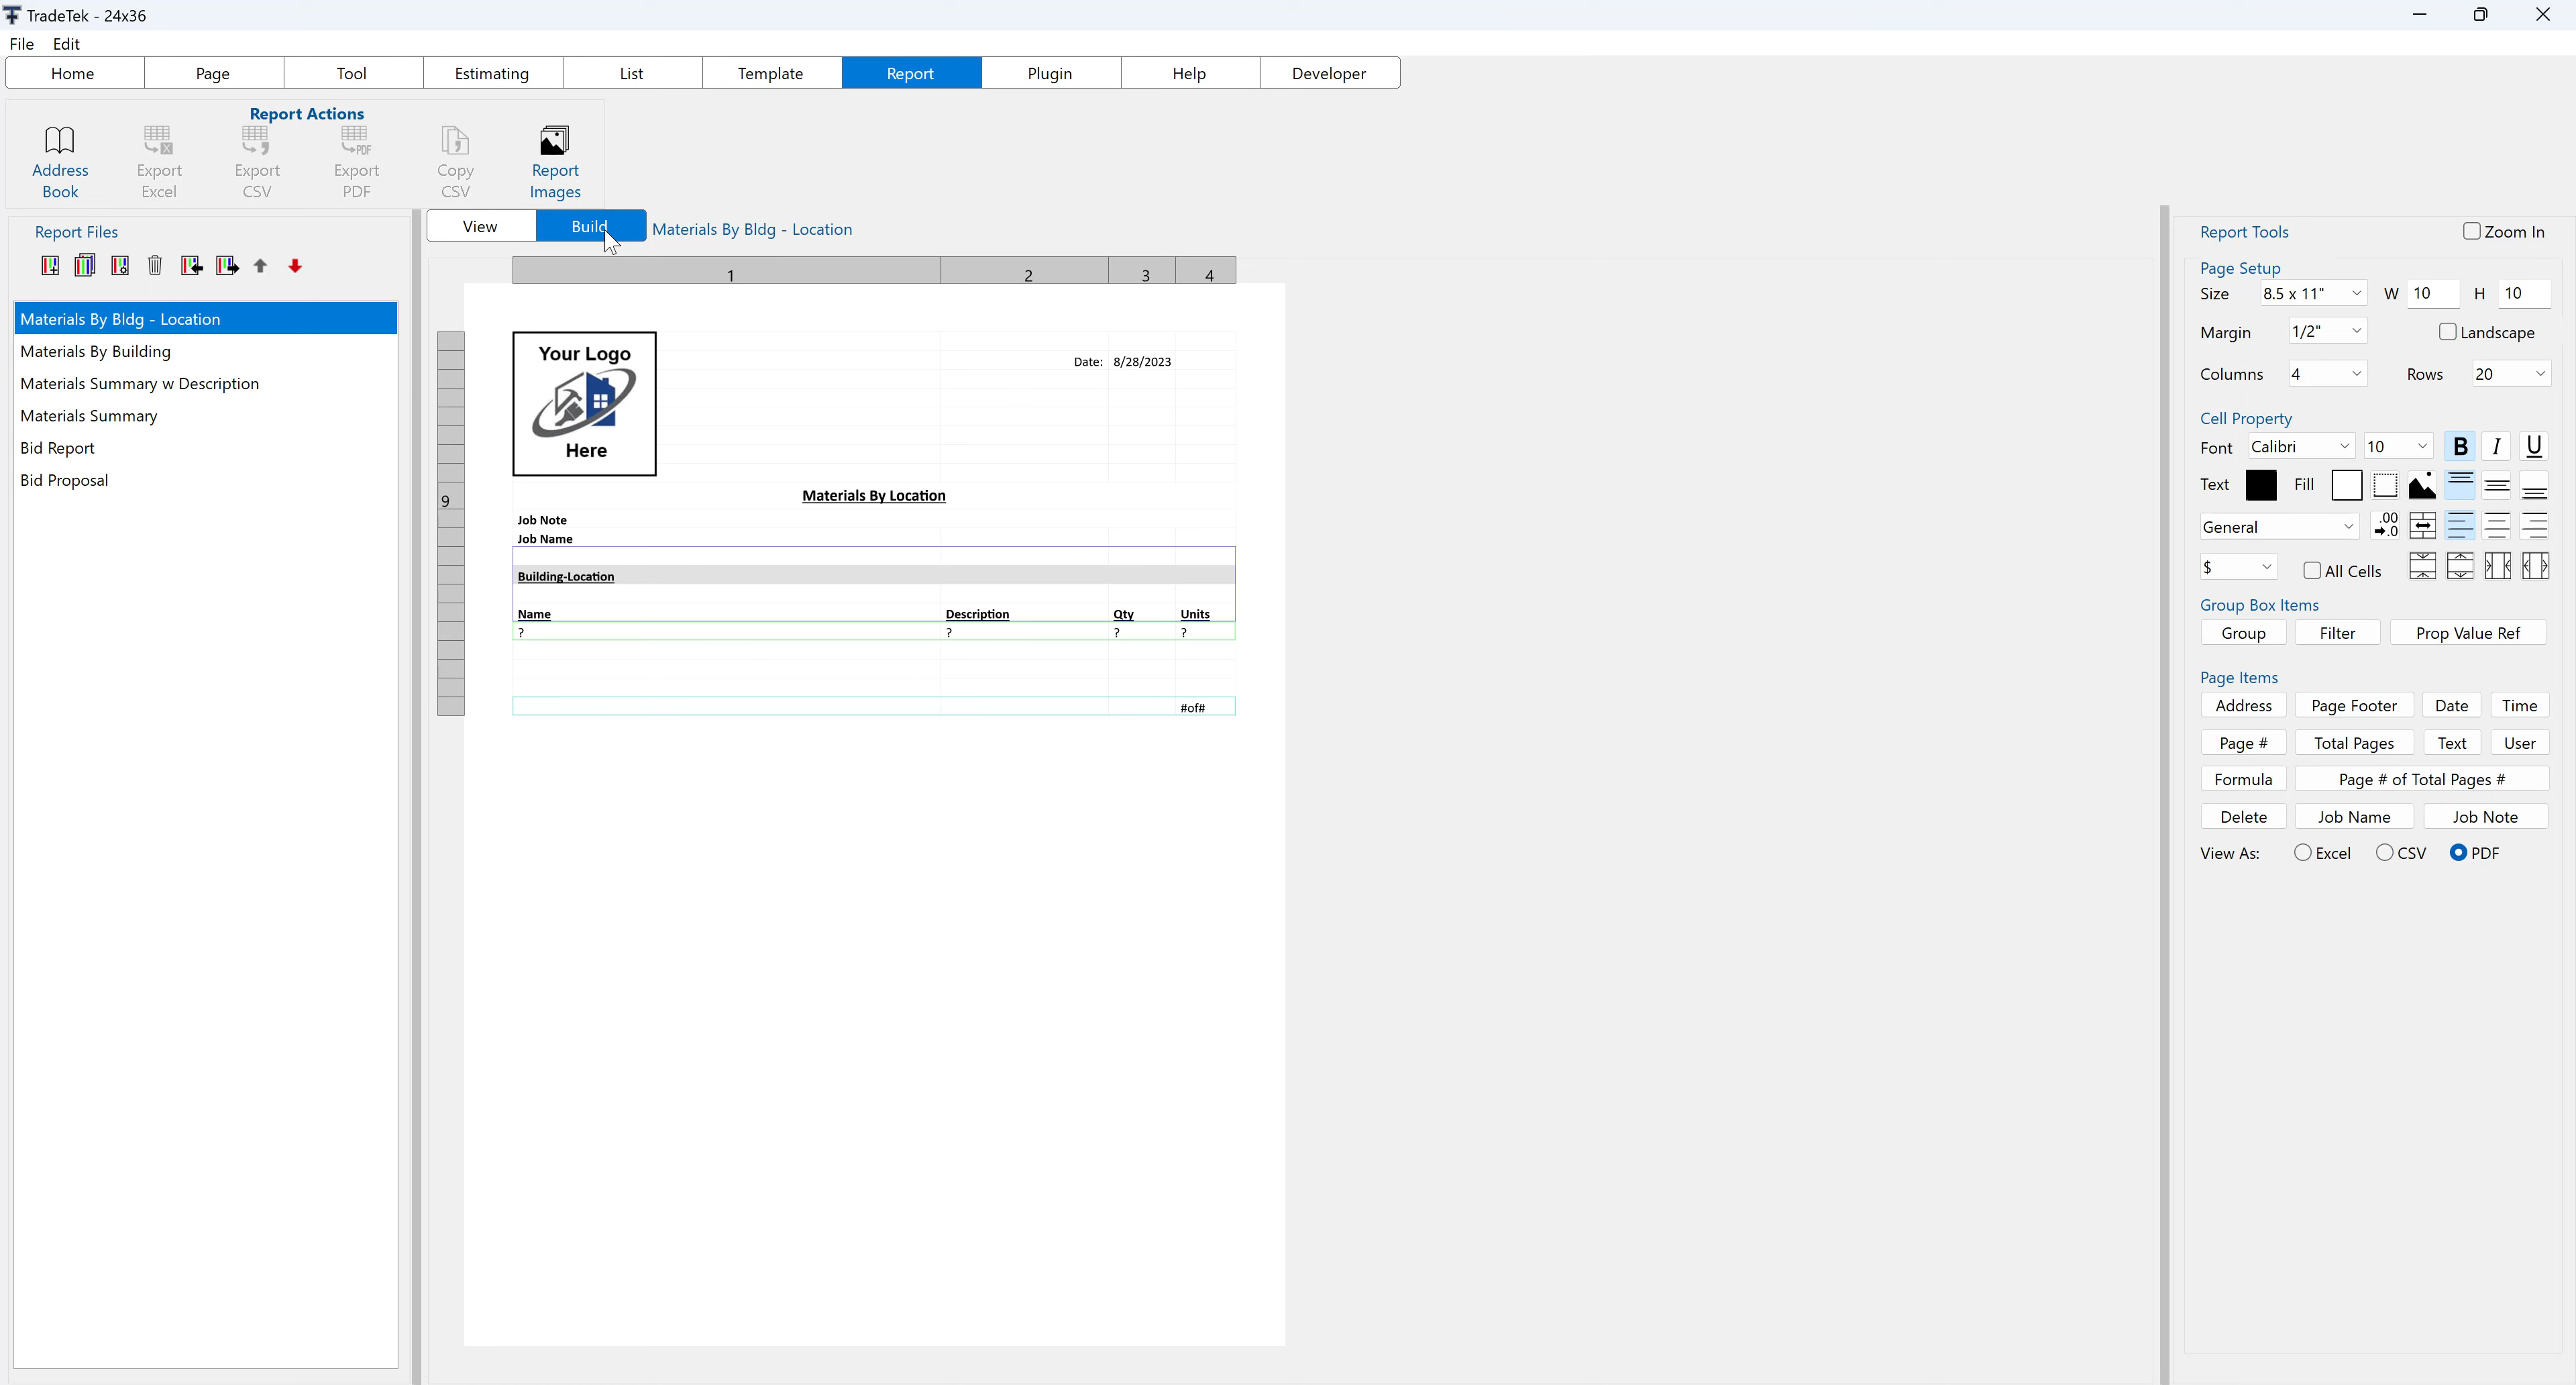 TradeTek - 24x36
File Edit
Home Page Tool Estimating List Template Report Plugin Help Developer
Report Actions
Address Book
Export Excel
Export CSV
Export PDF
Copy CSV
Report Images
View Build Materials By Bldg - Location
Report Files
Materials By Bldg - Location
Materials By Building
Materials Summary w Description
Materials Summary
Bid Report
Bid Proposal
1 2 3 4
Your Logo
Here
Date: 8/28/2023
9
Materials By Location
Job Note
Job Name
Building-Location
Name Description Qty Units
? ? ? ?
#of#
Report Tools Zoom In
Page Setup
Size 8.5 x 11" W 10 H 10
Margin 1/2" Landscape
Columns 4 Rows 20
Cell Property
Font Calibri 10 B I U
Text Fill
General .00 .0
$ All Cells
Group Box Items
Group Filter Prop Value Ref
Page Items
Address Page Footer Date Time
Page # Total Pages Text User
Formula Page # of Total Pages #
Delete Job Name Job Note
View As: Excel CSV PDF